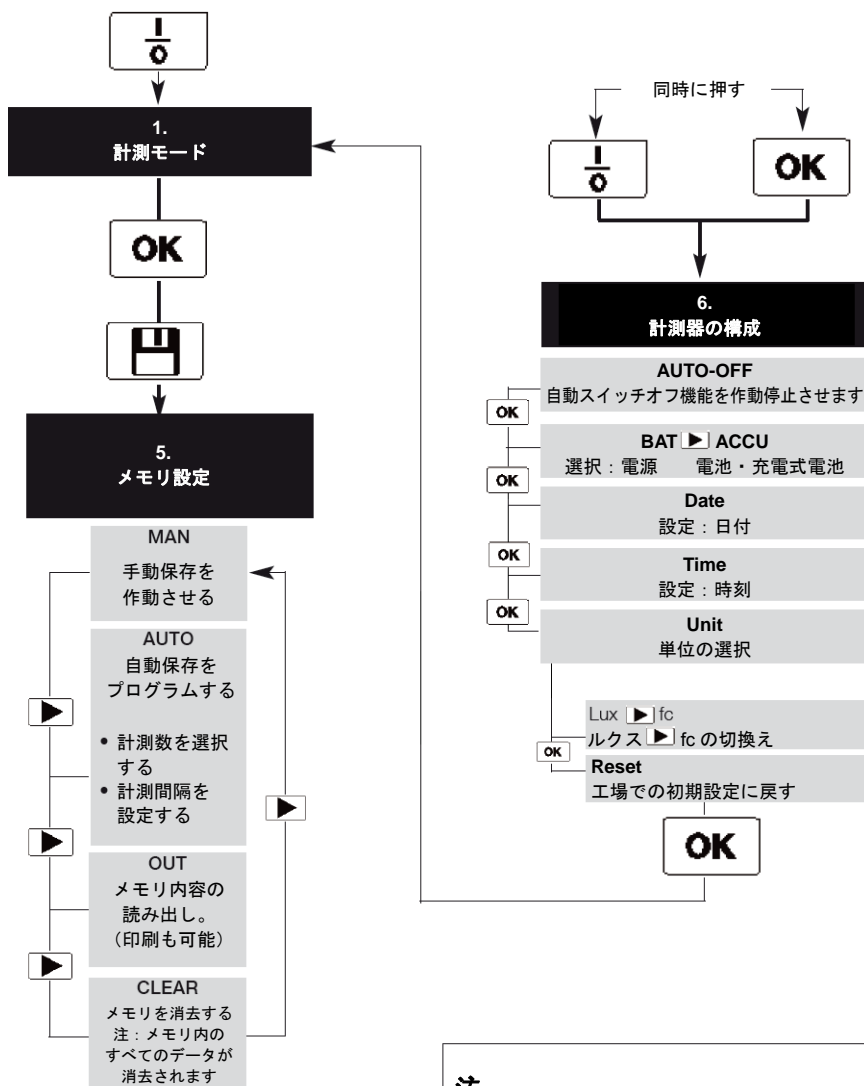 I
O
1.
計測モード
OK
5.
メモリ設定
MAN
手動保存を
作動させる
AUTO
自動保存を
プログラムする
• 計測数を選択
する
• 計測間隔を
設定する
OUT
メモリ内容の
読み出し。
（印刷も可能）
CLEAR
メモリを消去する
注：メモリ内の
すべてのデータが
消去されます
同時に押す
I
O
OK
6.
計測器の構成
AUTO-OFF
自動スイッチオフ機能を作動停止させます
OK
BAT ▶ ACCU
選択：電源 電池・充電式電池
OK
Date
設定：日付
OK
Time
設定：時刻
OK
Unit
単位の選択
Lux ▶ fc
ルクス ▶ fc の切換え
OK
Reset
工場での初期設定に戻す
OK